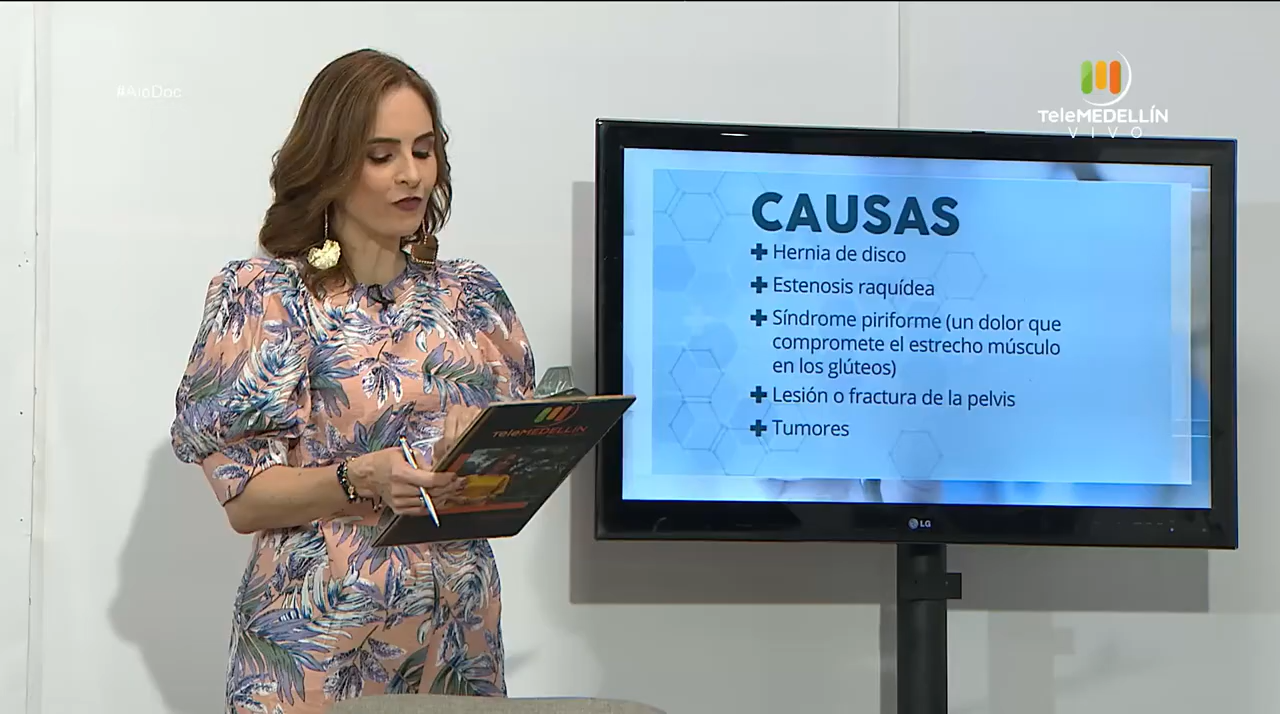 #AloDoc
TeleMEDELLÍN
VIVO
CAUSAS
+ Hernia de disco
+ Estenosis raquídea
+ Síndrome piriforme (un dolor que
compromete el estrecho músculo
en los glúteos)
+ Lesión o fractura de la pelvis
+ Tumores
TeleMEDELLÍN
LG